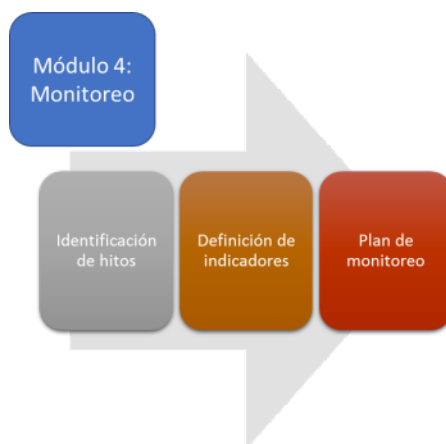 Módulo 4:
Monitoreo
Identificación
de hitos
Definición de
indicadores
Plan de
monitoreo